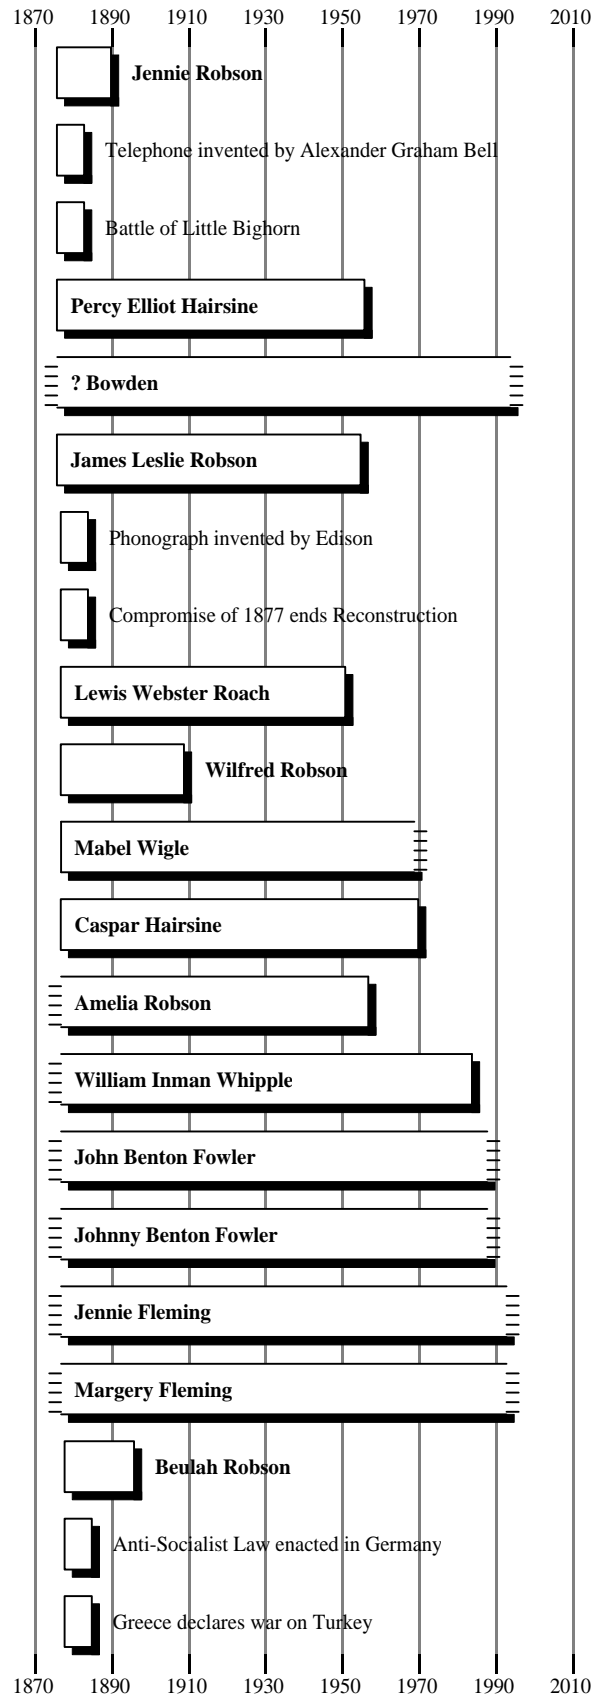 1870 1890 1910 1930 1950 1970 1990 2010
Jennie Robson
Telephone invented by Alexander Graham Bell
Battle of Little Bighorn
Percy Elliot Hairsine
? Bowden
James Leslie Robson
Phonograph invented by Edison
Compromise of 1877 ends Reconstruction
Lewis Webster Roach
Wilfred Robson
Mabel Wigle
Caspar Hairsine
Amelia Robson
William Inman Whipple
John Benton Fowler
Johnny Benton Fowler
Jennie Fleming
Margery Fleming
Beulah Robson
Anti-Socialist Law enacted in Germany
Greece declares war on Turkey
1870 1890 1910 1930 1950 1970 1990 2010